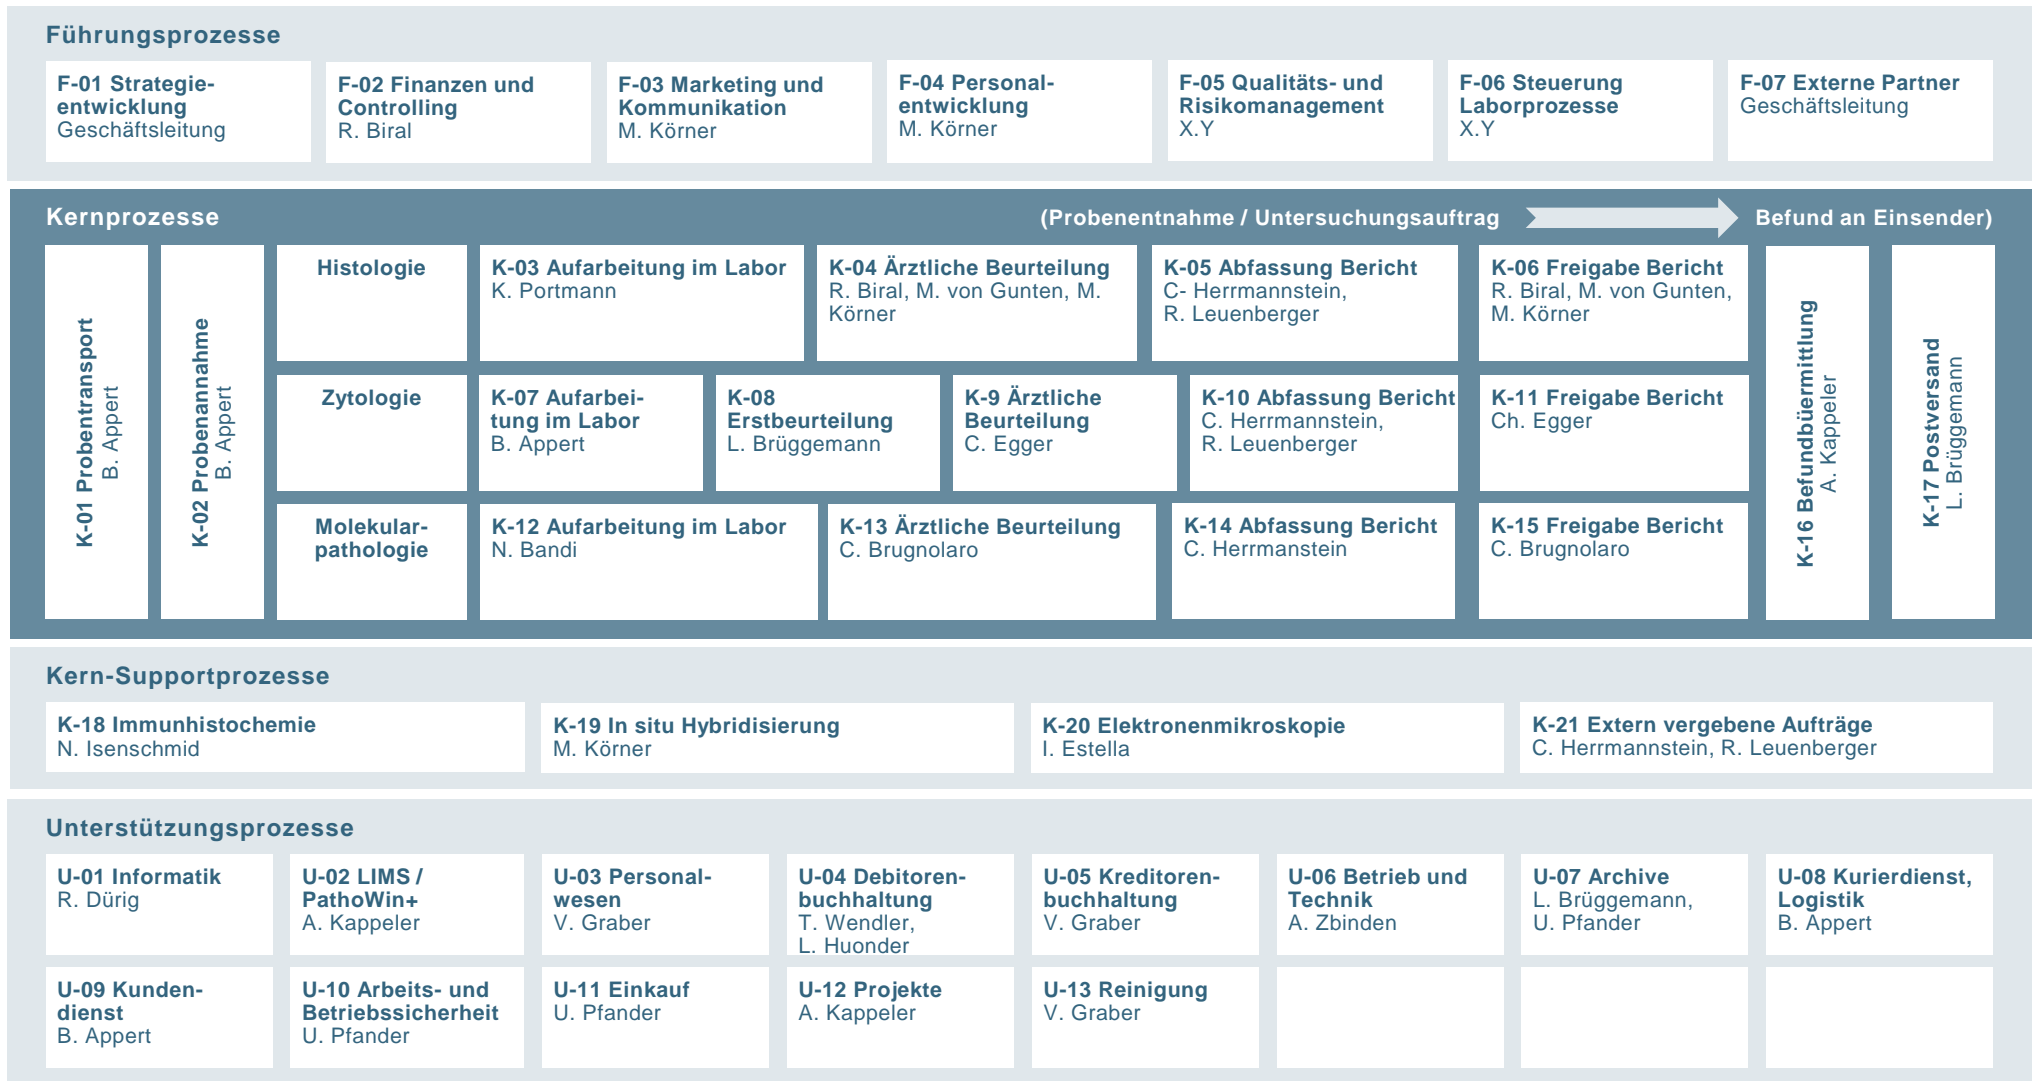 Führungsprozesse
F-01 Strategie-
entwicklung
Geschäftsleitung
F-02 Finanzen und
Controlling
R. Biral
F-03 Marketing und
Kommunikation
M. Körner
F-04 Personal-
entwicklung
M. Körner
F-05 Qualitäts- und
Risikomanagement
X.Y
F-06 Steuerung
Laborprozesse
X.Y
F-07 Externe Partner
Geschäftsleitung
Kernprozesse
(Probenentnahme / Untersuchungsauftrag
Befund an Einsender)
K-01 Probentransport
B. Appert
K-02 Probenannahme
B. Appert
Histologie
K-03 Aufarbeitung im Labor
K. Portmann
K-04 Ärztliche Beurteilung
R. Biral, M. von Gunten, M.
Körner
K-05 Abfassung Bericht
C- Herrmannstein,
R. Leuenberger
K-06 Freigabe Bericht
R. Biral, M. von Gunten,
M. Körner
Zytologie
K-07 Aufarbei-
tung im Labor
B. Appert
K-08
Erstbeurteilung
L. Brüggemann
K-9 Ärztliche
Beurteilung
C. Egger
K-10 Abfassung Bericht
C. Herrmannstein,
R. Leuenberger
K-11 Freigabe Bericht
Ch. Egger
Molekular-
pathologie
K-12 Aufarbeitung im Labor
N. Bandi
K-13 Ärztliche Beurteilung
C. Brugnolaro
K-14 Abfassung Bericht
C. Herrmanstein
K-15 Freigabe Bericht
C. Brugnolaro
K-16 Befundbüermittlung
A. Kappeler
K-17 Postversand
L. Brüggemann
Kern-Supportprozesse
K-18 Immunhistochemie
N. Isenschmid
K-19 In situ Hybridisierung
M. Körner
K-20 Elektronenmikroskopie
I. Estella
K-21 Extern vergebene Aufträge
C. Herrmannstein, R. Leuenberger
Unterstützungsprozesse
U-01 Informatik
R. Dürig
U-02 LIMS /
PathoWin+
A. Kappeler
U-03 Personal-
wesen
V. Graber
U-04 Debitoren-
buchhaltung
T. Wendler,
L. Huonder
U-05 Kreditoren-
buchhaltung
V. Graber
U-06 Betrieb und
Technik
A. Zbinden
U-07 Archive
L. Brüggemann,
U. Pfander
U-08 Kurierdienst,
Logistik
B. Appert
U-09 Kunden-
dienst
B. Appert
U-10 Arbeits- und
Betriebssicherheit
U. Pfander
U-11 Einkauf
U. Pfander
U-12 Projekte
A. Kappeler
U-13 Reinigung
V. Graber